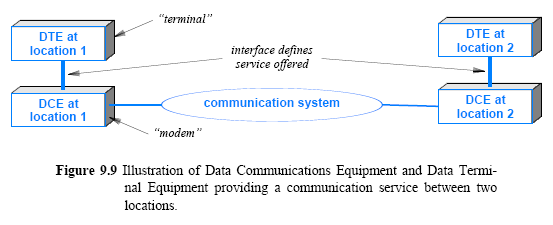 “terminal”
DTE at
location 1
DTE at
location 2
interface defines
service offered
DCE at
location 1
communication system
DCE at
location 2
“modem”
Figure 9.9 Illustration of Data Communications Equipment and Data Termi-
nal Equipment providing a communication service between two
locations.